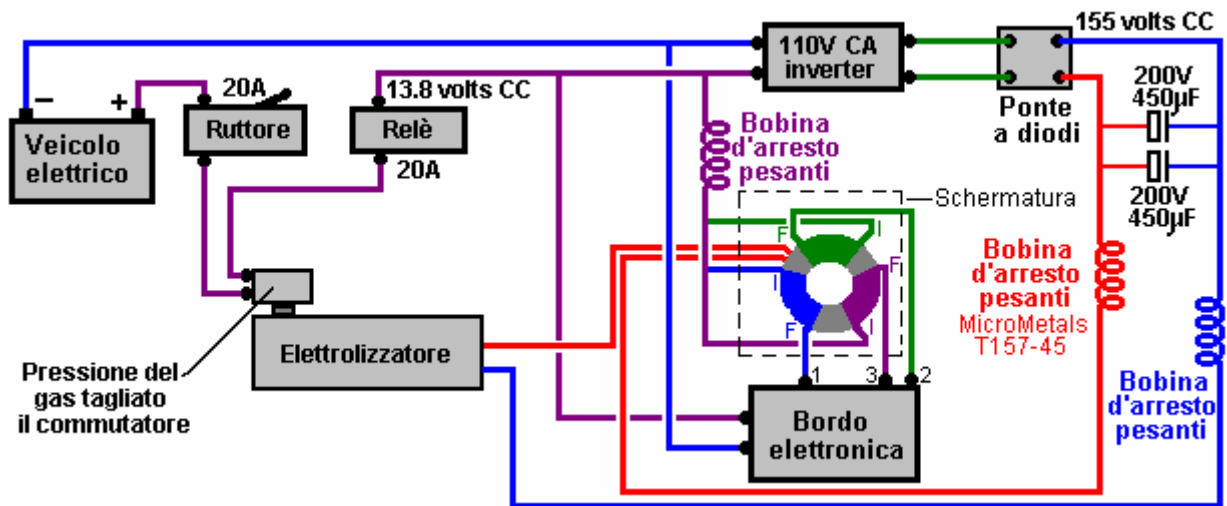 155 volts CC
110V CA
inverter
200V
450µF
20A
13.8 volts CC
– +
Ruttore
Relè
Ponte
a diodi
Veicolo
elettrico
Bobina
d'arresto
pesanti
20A
200V
450µF
Schermatura
F
I
F
I
F
I
Bobina
d'arresto
pesanti
MicroMetals
T157-45
Elettrolizzatore
Pressione del
gas tagliato
il commutatore
1
3
2
Bordo
elettronica
Bobina
d'arresto
pesanti